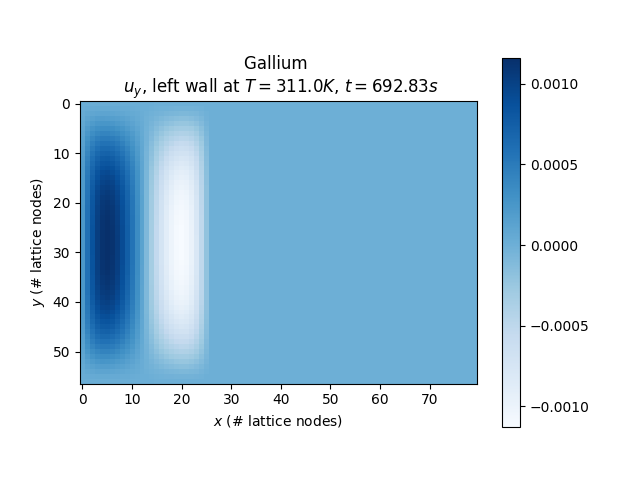 Gallium
u_y, left wall at T = 311.0K, t = 692.83s
0
10
20
30
40
50
y (# lattice nodes)
0 10 20 30 40 50 60 70
x (# lattice nodes)
0.0010
0.0005
0.0000
−0.0005
−0.0010